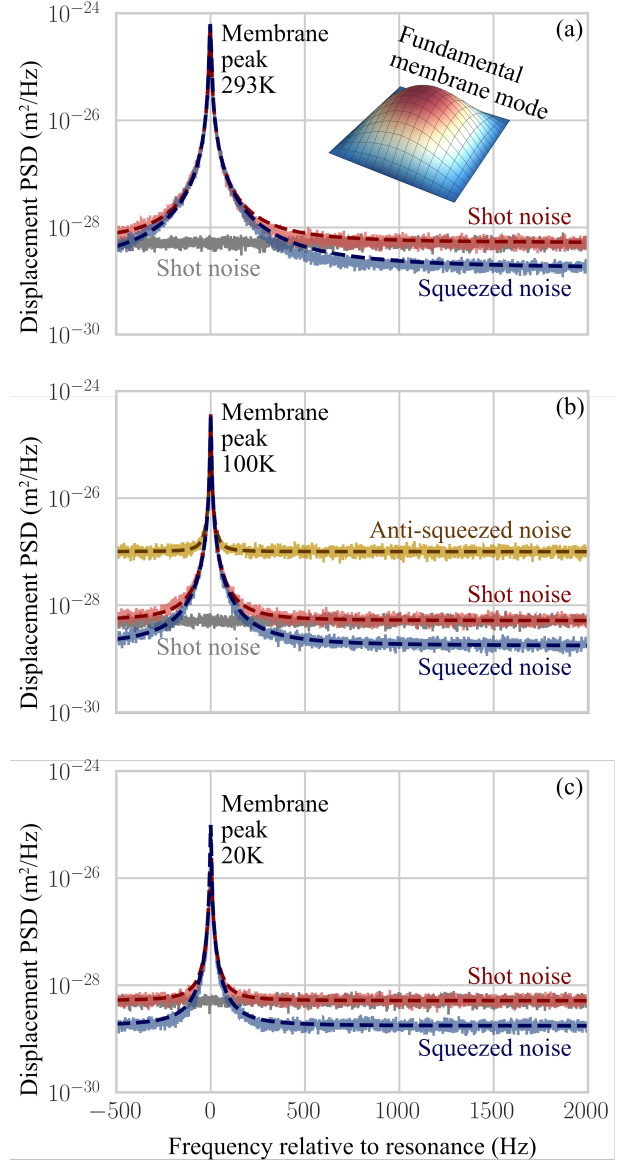 (a)
Displacement PSD (m²/Hz)
10⁻²⁴
10⁻²⁶
10⁻²⁸
10⁻³⁰
Membrane
peak
293K
Fundamental
membrane mode
Shot noise
Shot noise
Squeezed noise
(b)
Displacement PSD (m²/Hz)
10⁻²⁴
10⁻²⁶
10⁻²⁸
10⁻³⁰
Membrane
peak
100K
Anti-squeezed noise
Shot noise
Shot noise
Squeezed noise
(c)
Displacement PSD (m²/Hz)
10⁻²⁴
10⁻²⁶
10⁻²⁸
10⁻³⁰
Membrane
peak
20K
Shot noise
Squeezed noise
−500 0 500 1000 1500 2000
Frequency relative to resonance (Hz)